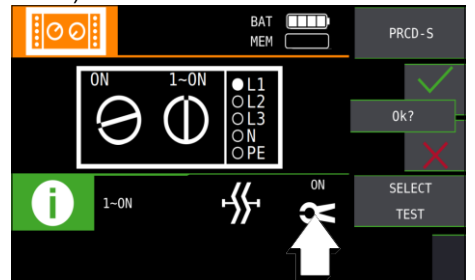 BAT
MEM
PRCD-S
ON 1~ON
L1
L2
L3
N
PE
Ok?
i
1~ON
ON
SELECT
TEST